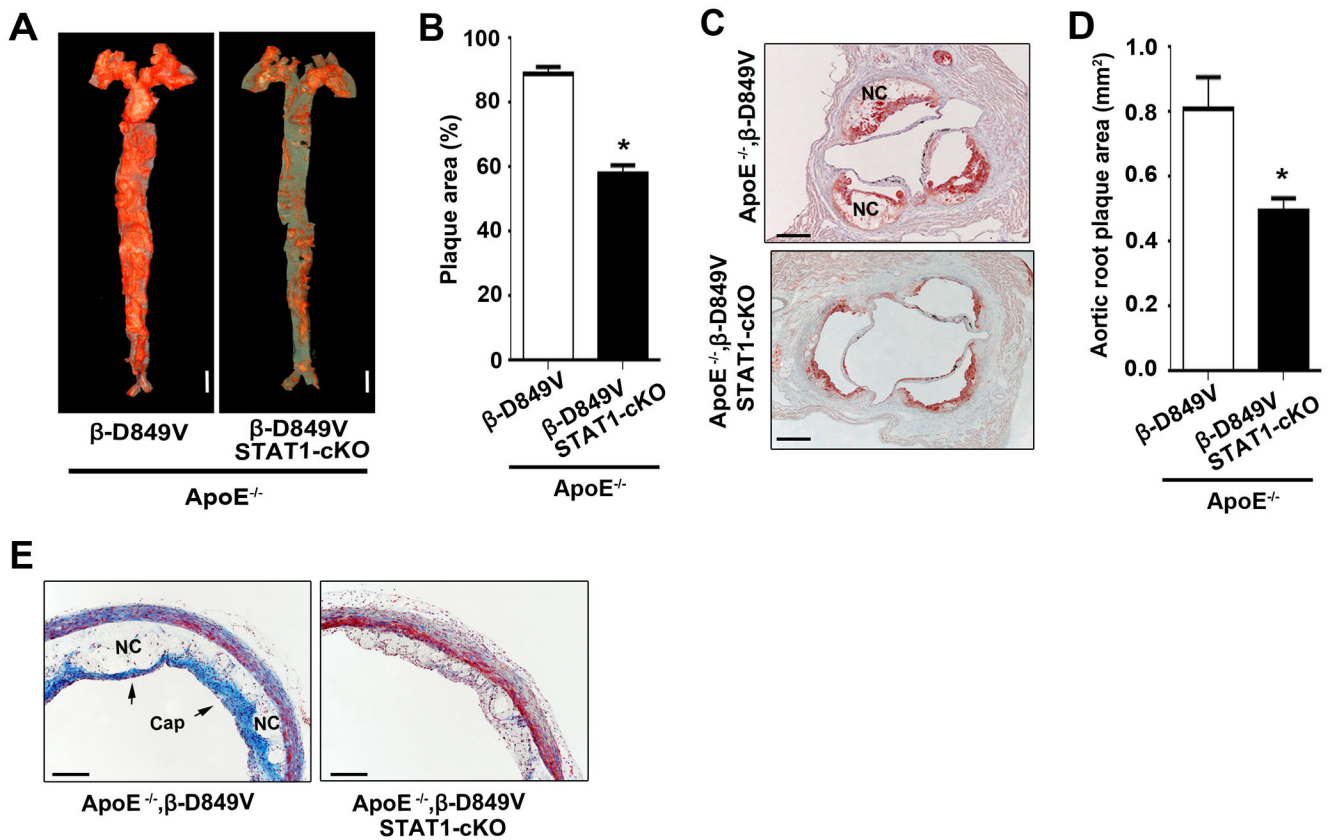 A
β-D849V
β-D849V
STAT1-cKO
ApoE-/-
B
Plaque area (%)
100
80
60
40
20
0
*
β-D849V
β-D849V
STAT1-cKO
ApoE-/-
C
ApoE-/-,β-D849V
NC
NC
ApoE-/-,β-D849V
STAT1-cKO
D
Aortic root plaque area (mm²)
1.0
0.8
0.6
0.4
0.2
0.0
*
β-D849V
β-D849V
STAT1-cKO
ApoE-/-
E
NC
Cap
NC
ApoE -/-,β-D849V
ApoE -/-,β-D849V
STAT1-cKO